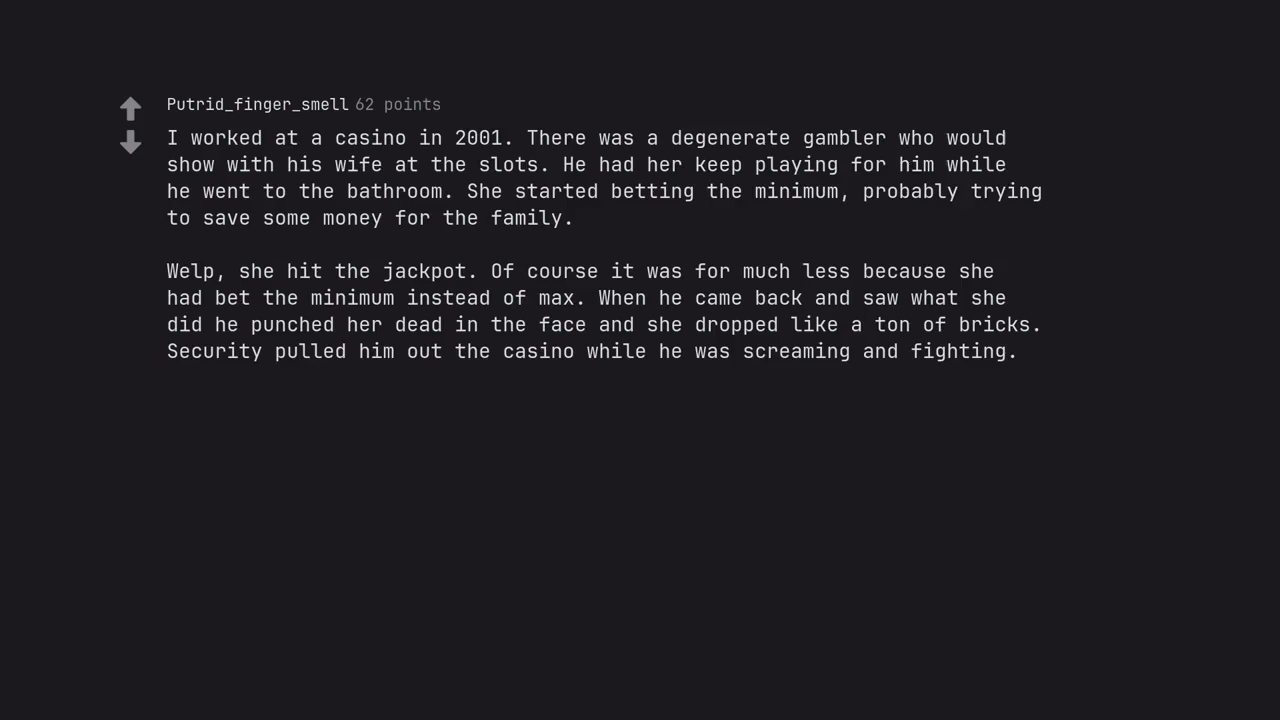 Putrid_finger_smell 62 points
I worked at a casino in 2001. There was a degenerate gambler who would
show with his wife at the slots. He had her keep playing for him while
he went to the bathroom. She started betting the minimum, probably trying
to save some money for the family.
Welp, she hit the jackpot. Of course it was for much less because she
had bet the minimum instead of max. When he came back and saw what she
did he punched her dead in the face and she dropped like a ton of bricks.
Security pulled him out the casino while he was screaming and fighting.